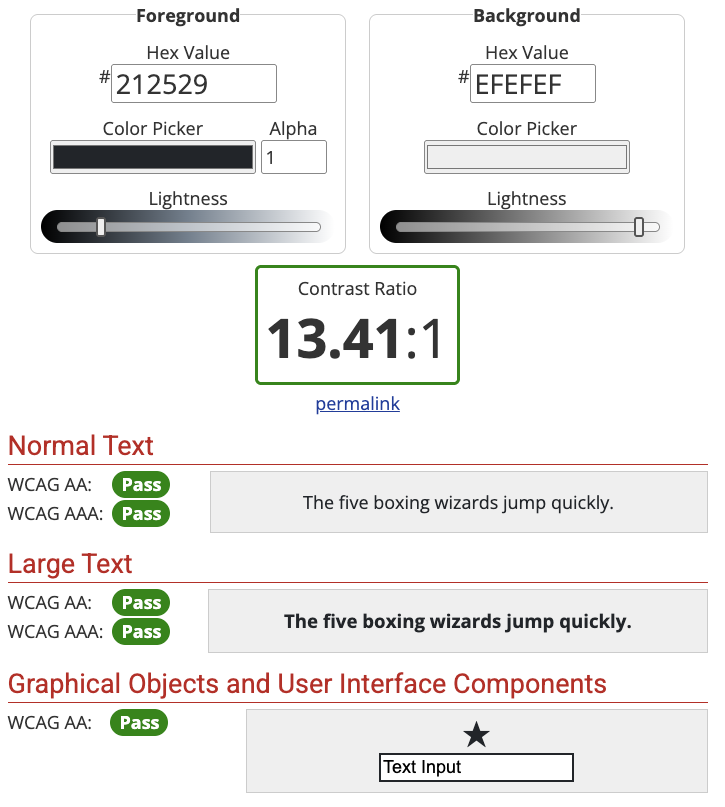 Foreground
Hex Value
#212529
Color Picker
Alpha
1
Lightness
Background
Hex Value
#EFEFEF
Color Picker
Lightness
Contrast Ratio
13.41:1
permalink
Normal Text
WCAG AA: Pass
WCAG AAA: Pass
The five boxing wizards jump quickly.
Large Text
WCAG AA: Pass
WCAG AAA: Pass
The five boxing wizards jump quickly.
Graphical Objects and User Interface Components
WCAG AA: Pass
Text Input